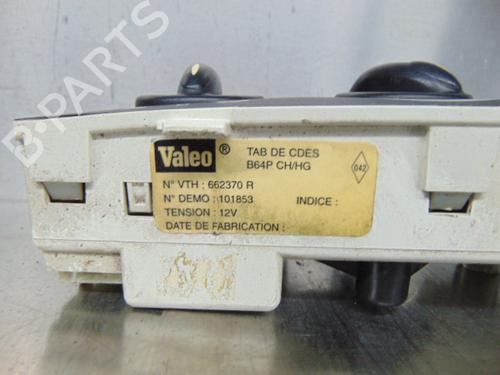 B-PARTS
Valeo ®
TAB DE CDES
B64P CH/HG
042
N° VTH : 662370 R
N° DEMO : 101853
INDICE :
TENSION : 12V
DATE DE FABRICATION :